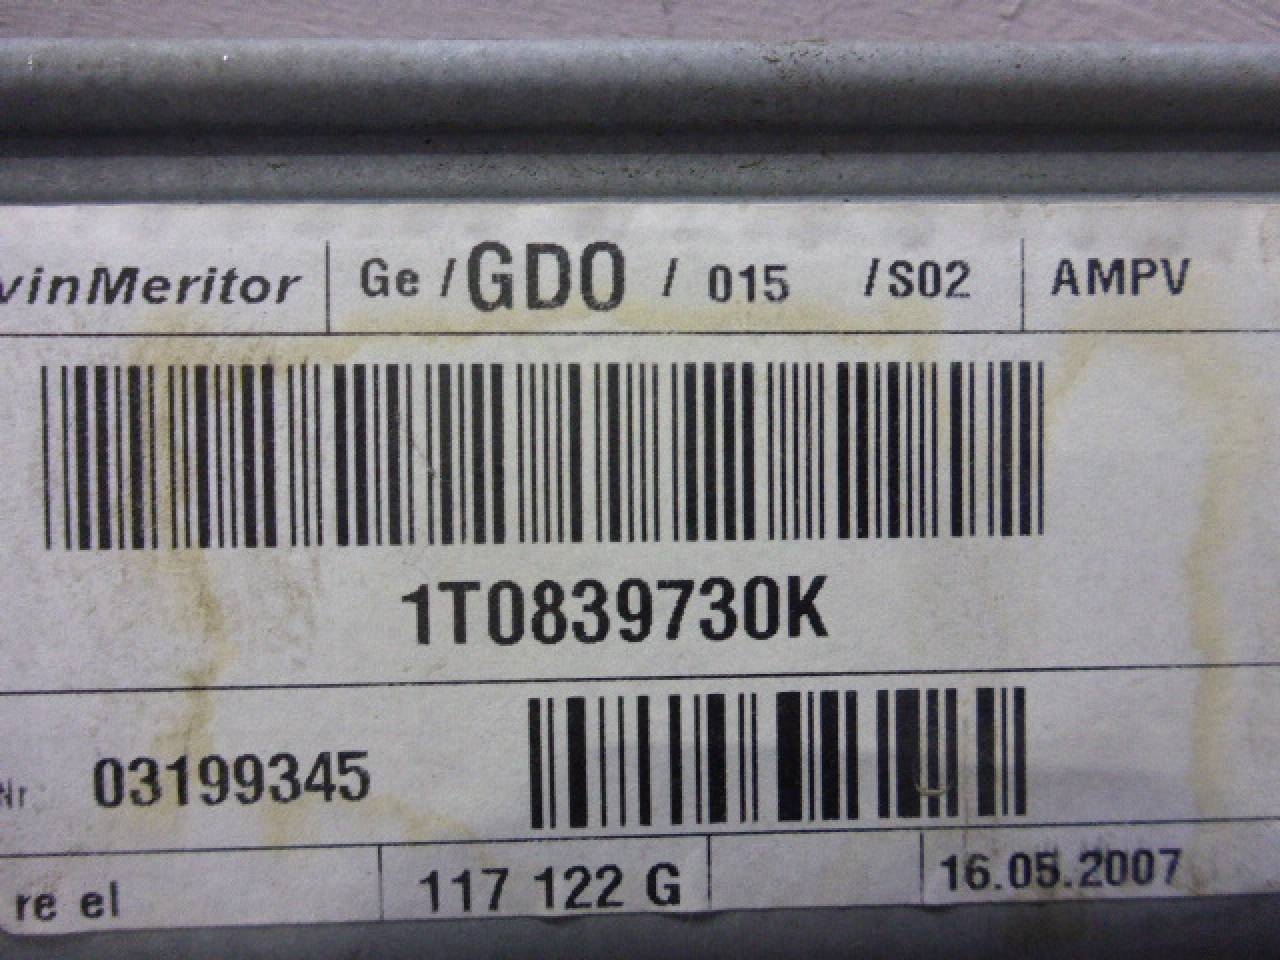 vinMeritor Ge / GDO / 015 / S02 AMPV
1T0839730K
Nr 03199345
re el 117 122 G 16.05.2007